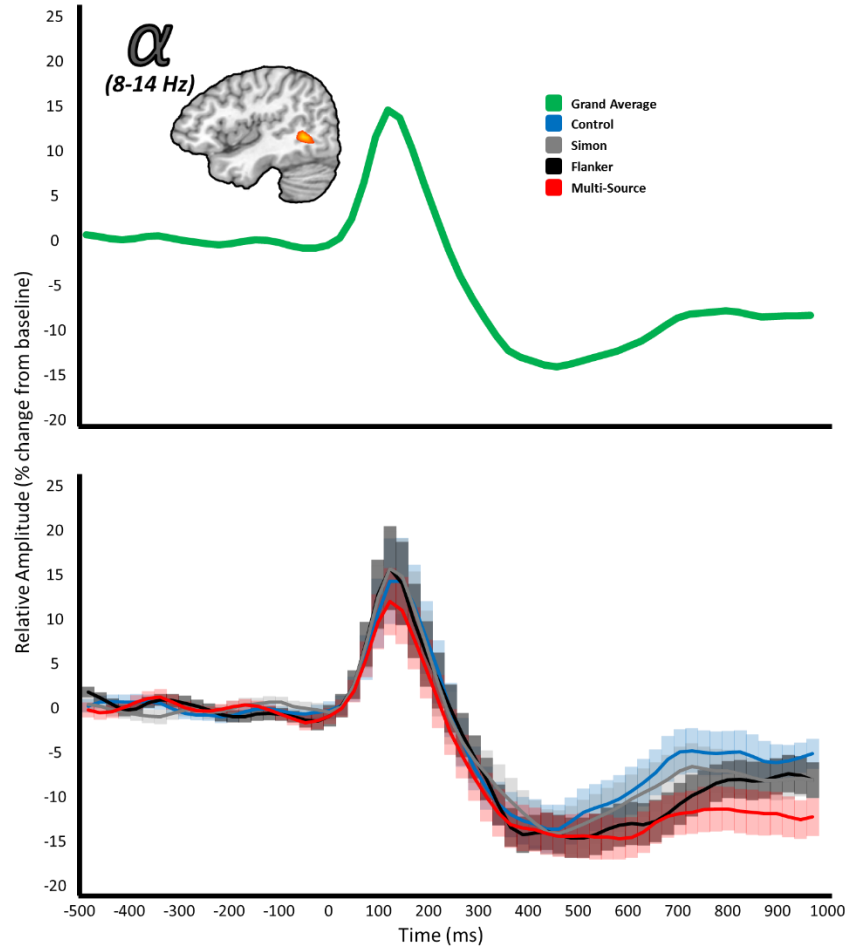 25
20
15
10
5
0
-5
-10
-15
-20
α
(8-14 Hz)
Grand Average
Control
Simon
Flanker
Multi-Source
Relative Amplitude (% change from baseline)
25
20
15
10
5
0
-5
-10
-15
-20
-500 -400 -300 -200 -100 0 100 200 300 400 500 600 700 800 900 1000
Time (ms)